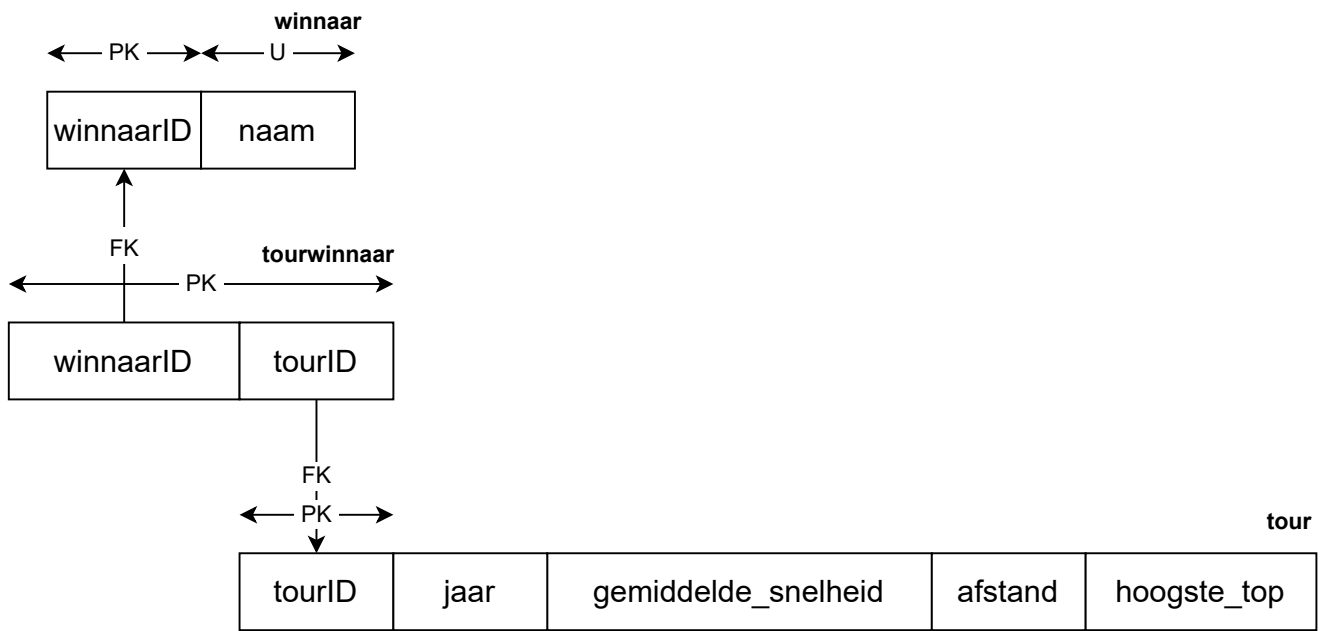 winnaar
PK U
winnaarID naam
FK
tourwinnaar
PK
winnaarID tourID
FK
PK
tour
tourID jaar gemiddelde_snelheid afstand hoogste_top